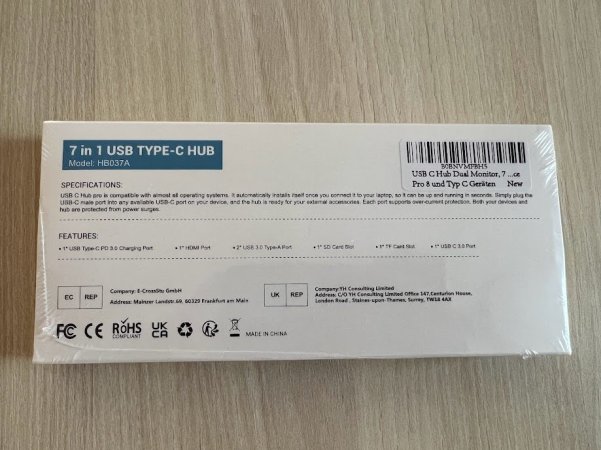 7 in 1 USB TYPE-C HUB
Model: HB037A
B0BNVMFBH5
USB C Hub Dual Monitor, 7 ...ce
Pro 8 und Typ C Geräten New
SPECIFICATIONS:
USB C Hub pro is compatible with almost all operating systems. It automatically installs itself once you connect it to your laptop, so it can be up and running in seconds. Simply plug the
USB-C male port into any available USB-C port on your device, and the hub is ready for your external accessories. Each port supports over-current protection. Both your devices and
hub are protected from power surges.
FEATURES:
• 1* USB Type-C PD 3.0 Charging Port • 1* HDMI Port • 2* USB 3.0 Type-A Port • 1* SD Card Slot • 1* TF Card Slot • 1* USB C 3.0 Port
EC REP
Company: E-CrossStu GmbH
Address: Mainzer Landstr.69, 60329 Frankfurt am Main
UK REP
Company:YH Consulting Limited
Address: C/O YH Consulting Limited Office 147,Centurion House,
London Road, Staines-upon-Thames, Surrey, TW18 4AX
FC CE RoHS COMPLIANT UK CA MADE IN CHINA